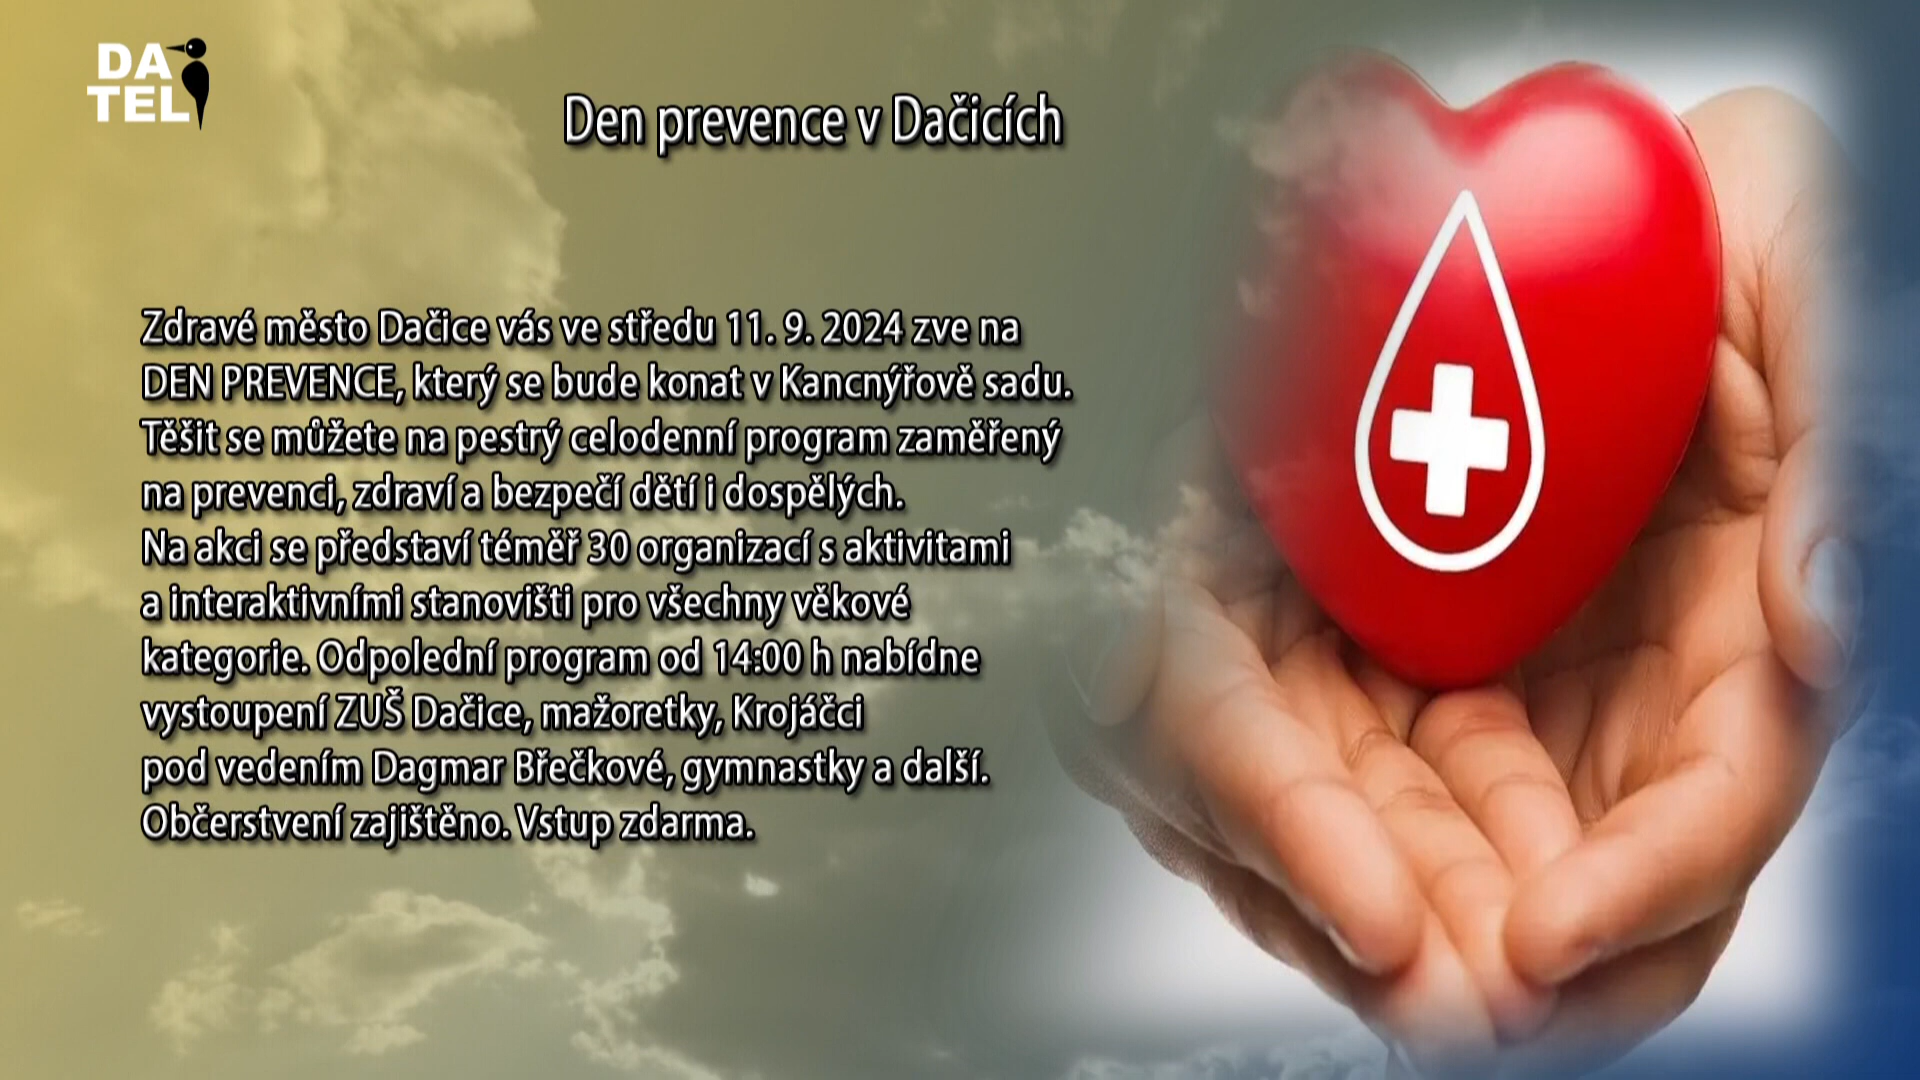 DA
TEL
Den prevence v Dačicích
Zdravé město Dačice vás ve středu 11. 9. 2024 zve na
DEN PREVENCE, který se bude konat v Kancnýřově sadu.
Těšit se můžete na pestrý celodenní program zaměřený
na prevenci, zdraví a bezpečí dětí i dospělých.
Na akci se představí téměř 30 organizací s aktivitami
a interaktivními stanovišti pro všechny věkové
kategorie. Odpolední program od 14:00 h nabídne
vystoupení ZUŠ Dačice, mažoretky, Krojáčci
pod vedením Dagmar Břečkové, gymnastky a další.
Občerstvení zajištěno. Vstup zdarma.